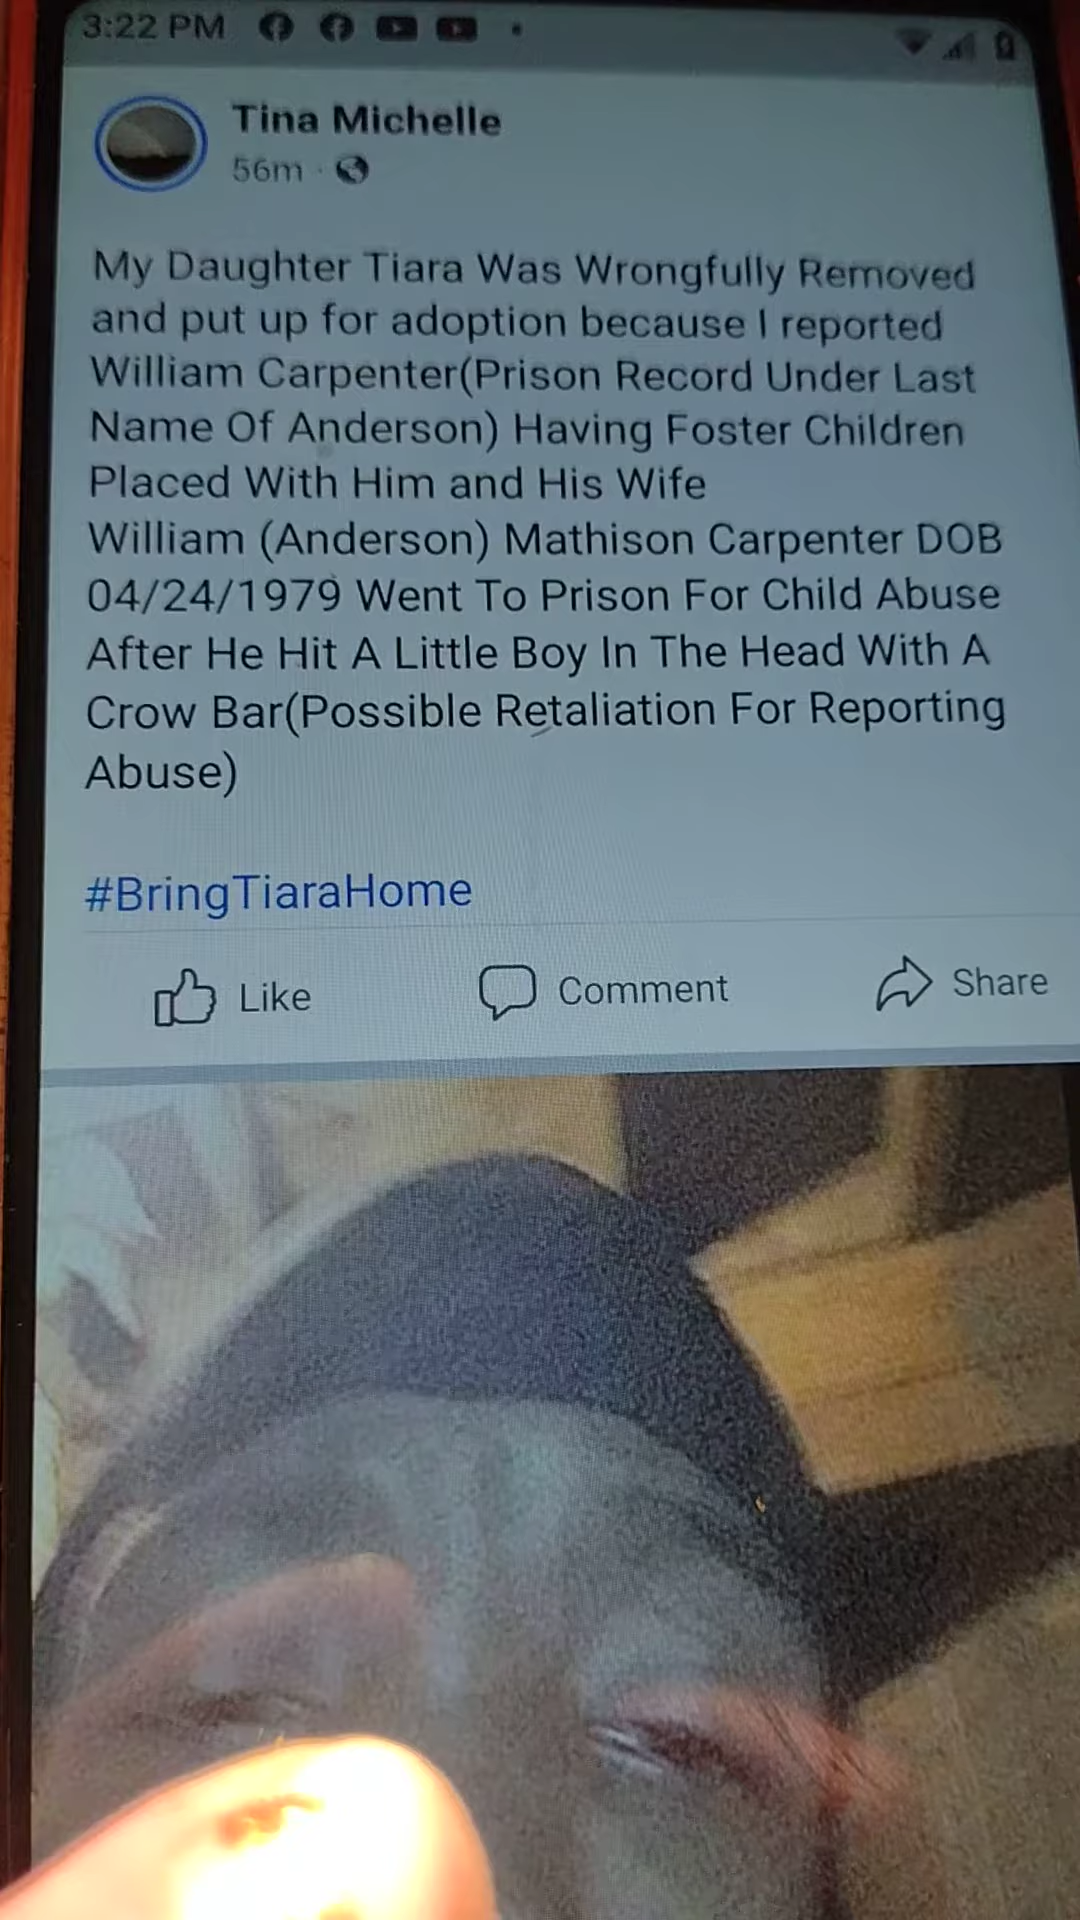 3:22 PM
Tina Michelle
56m
My Daughter Tiara Was Wrongfully Removed
and put up for adoption because I reported
William Carpenter(Prison Record Under Last
Name Of Anderson) Having Foster Children
Placed With Him and His Wife
William (Anderson) Mathison Carpenter DOB
04/24/1979 Went To Prison For Child Abuse
After He Hit A Little Boy In The Head With A
Crow Bar(Possible Retaliation For Reporting
Abuse)
#BringTiaraHome
Like Comment Share